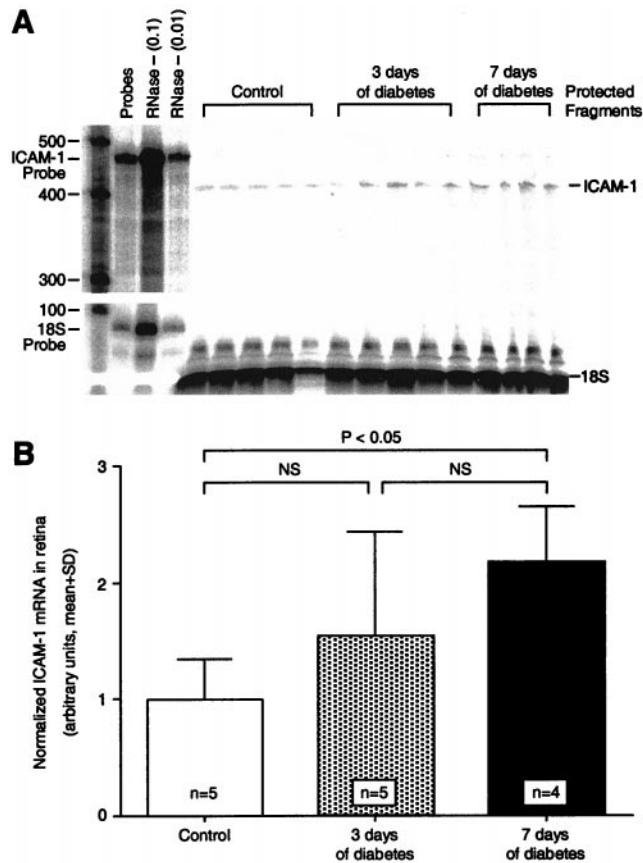 A
Probes
RNase – (0.1)
RNase – (0.01)
Control
3 days
of diabetes
7 days
of diabetes
Protected
Fragments
500
ICAM-1
Probe
400
ICAM-1
300
100
18S
Probe
18S
B
P < 0.05
NS
NS
Normalized ICAM-1 mRNA in retina
(arbitrary units, mean+SD)
3
2
1
0
n=5
n=5
n=4
Control
3 days
of diabetes
7 days
of diabetes